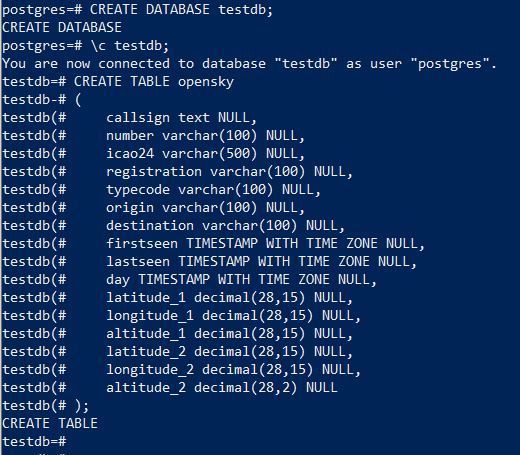 postgres=# CREATE DATABASE testdb;
CREATE DATABASE
postgres=# \c testdb;
You are now connected to database "testdb" as user "postgres".
testdb=# CREATE TABLE opensky
testdb-# (
testdb(#     callsign text NULL,
testdb(#     number varchar(100) NULL,
testdb(#     icao24 varchar(500) NULL,
testdb(#     registration varchar(100) NULL,
testdb(#     typecode varchar(100) NULL,
testdb(#     origin varchar(100) NULL,
testdb(#     destination varchar(100) NULL,
testdb(#     firstseen TIMESTAMP WITH TIME ZONE NULL,
testdb(#     lastseen TIMESTAMP WITH TIME ZONE NULL,
testdb(#     day TIMESTAMP WITH TIME ZONE NULL,
testdb(#     latitude_1 decimal(28,15) NULL,
testdb(#     longitude_1 decimal(28,15) NULL,
testdb(#     altitude_1 decimal(28,15) NULL,
testdb(#     latitude_2 decimal(28,15) NULL,
testdb(#     longitude_2 decimal(28,15) NULL,
testdb(#     altitude_2 decimal(28,2) NULL
testdb(# );
CREATE TABLE
testdb=#